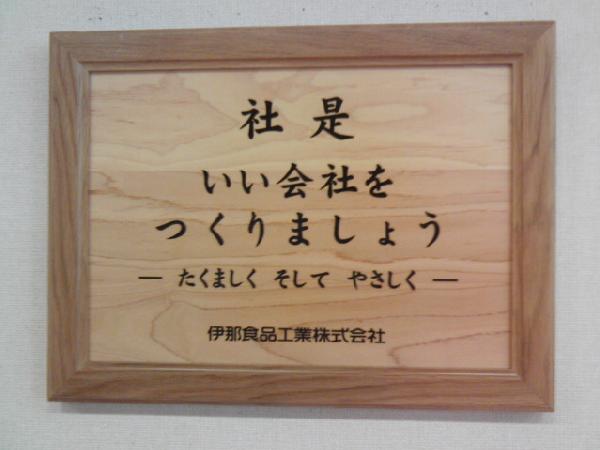 社是
いい会社を
つくりましょう
― たくましく そして やさしく ―
伊那食品工業株式会社